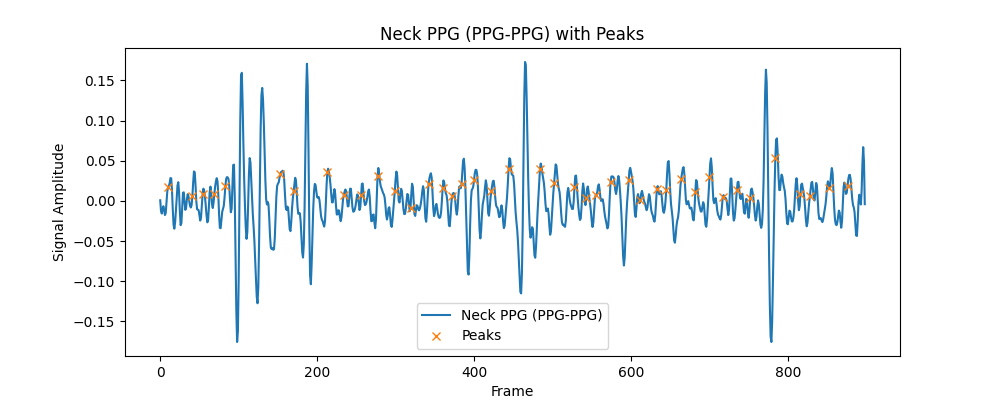 Neck PPG (PPG-PPG) with Peaks
Signal Amplitude
0.15
0.10
0.05
0.00
−0.05
−0.10
−0.15
Neck PPG (PPG-PPG)
Peaks
0 200 400 600 800
Frame